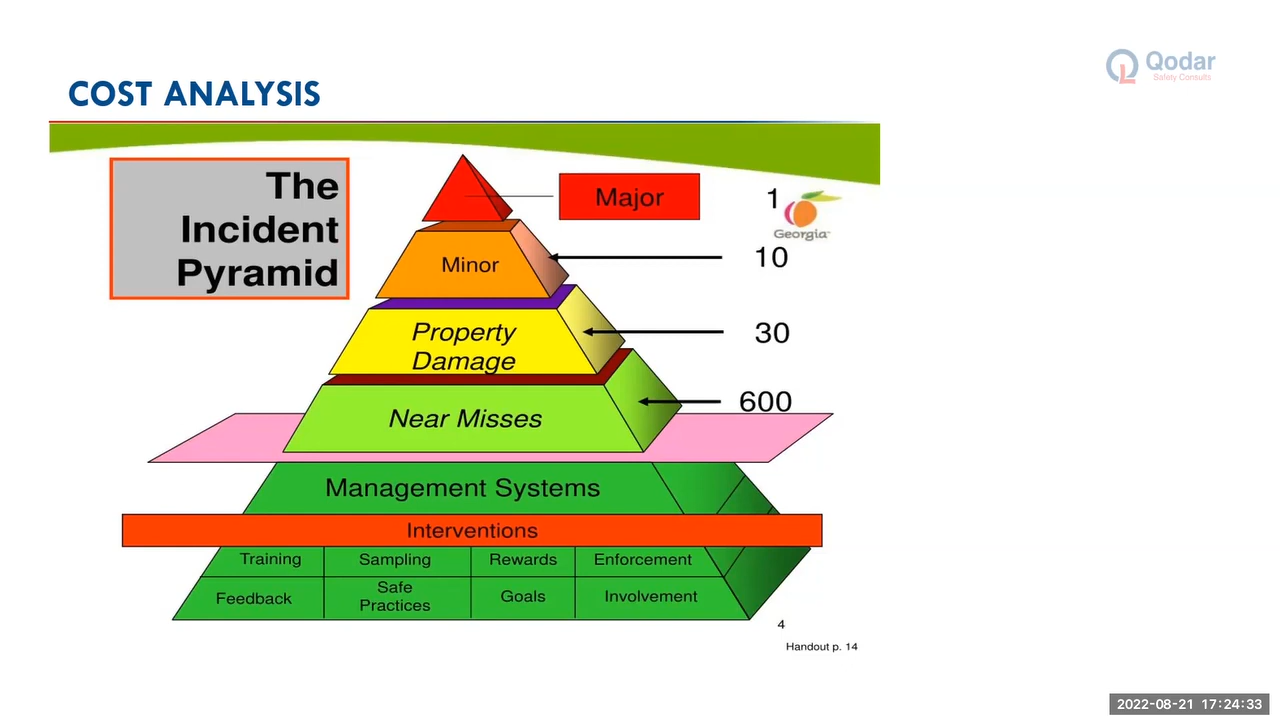 Qodar
Safety Consults
COST ANALYSIS
The
Incident
Pyramid
Major
1
Georgia™
Minor
10
Property
Damage
30
Near Misses
600
Management Systems
Interventions
Training Sampling Rewards Enforcement
Feedback Safe Practices Goals Involvement
4
Handout p. 14
2022-08-21 17:24:33